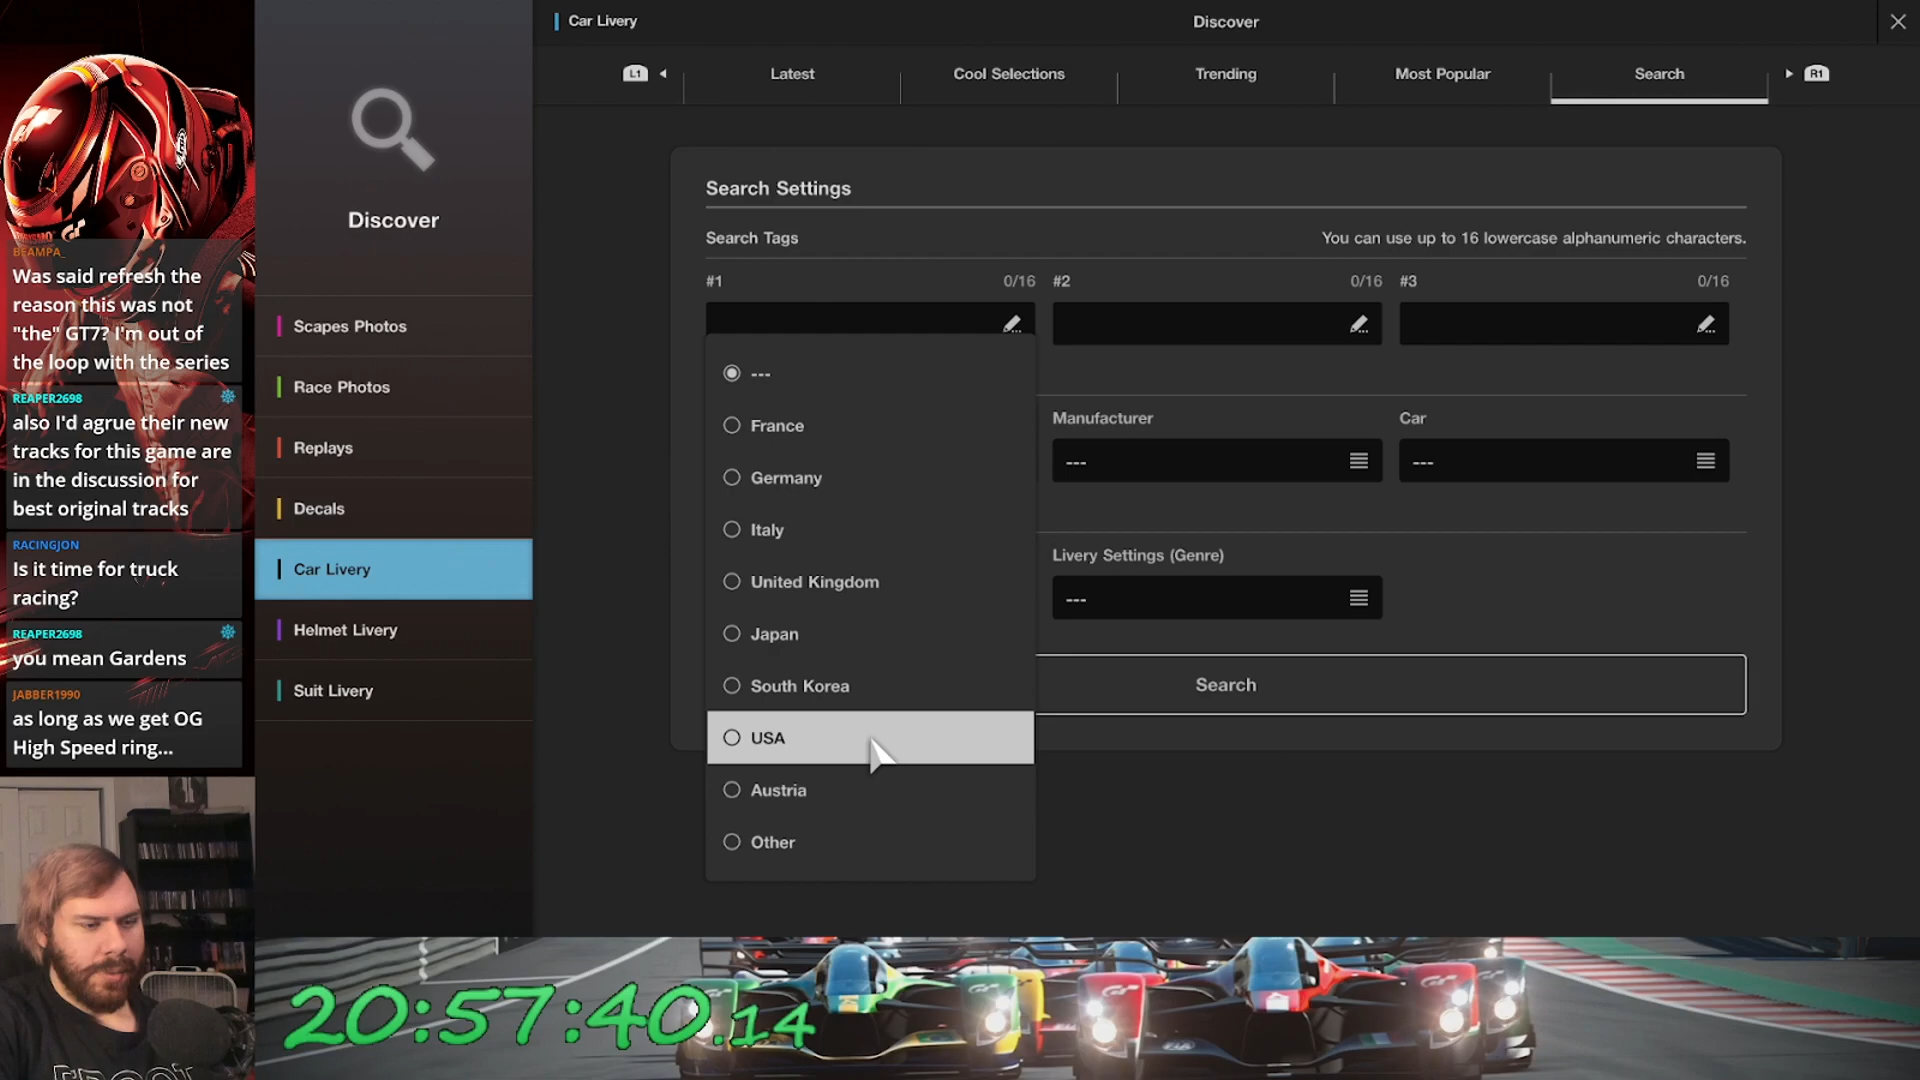 Car Livery
Discover
L1
Latest
Cool Selections
Trending
Most Popular
Search
R1
Discover
Scapes Photos
Race Photos
Replays
Decals
Car Livery
Helmet Livery
Suit Livery
Search Settings
Search Tags
You can use up to 16 lowercase alphanumeric characters.
#1
0/16
#2
0/16
#3
0/16
---
France
Germany
Italy
United Kingdom
Japan
South Korea
USA
Austria
Other
Manufacturer
---
Car
---
Livery Settings (Genre)
---
Search
BEAMPA_
Was said refresh the
reason this was not
"the" GT7? I'm out of
the loop with the series
REAPER2698
also I'd agrue their new
tracks for this game are
in the discussion for
best original tracks
RACINGJON
Is it time for truck
racing?
REAPER2698
you mean Gardens
JABBER1990
as long as we get OG
High Speed ring...
20:57:40.14